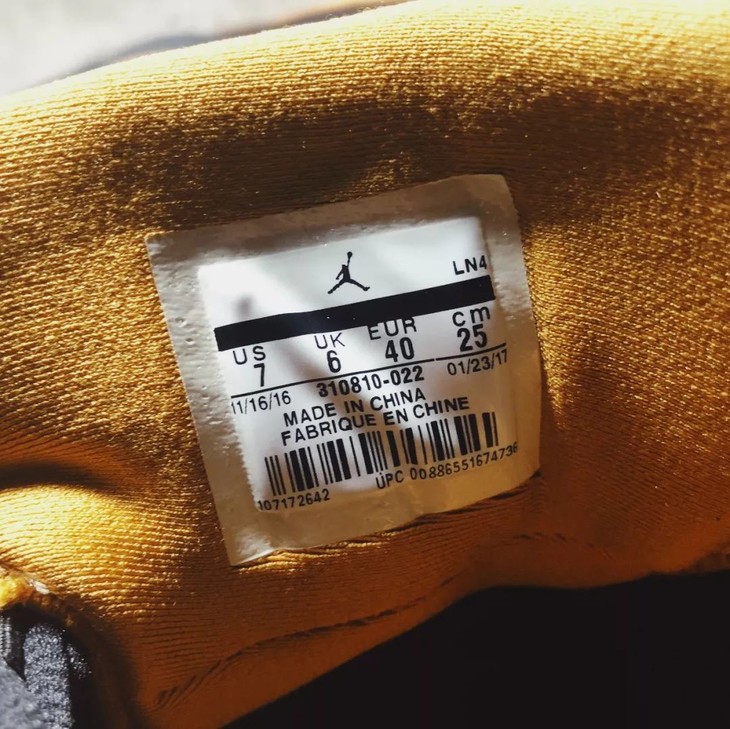 LN4
US UK EUR cm
7 6 40 25
11/16/16 310810-022 01/23/17
MADE IN CHINA
FABRIQUE EN CHINE
107172642 UPC 00886551674736